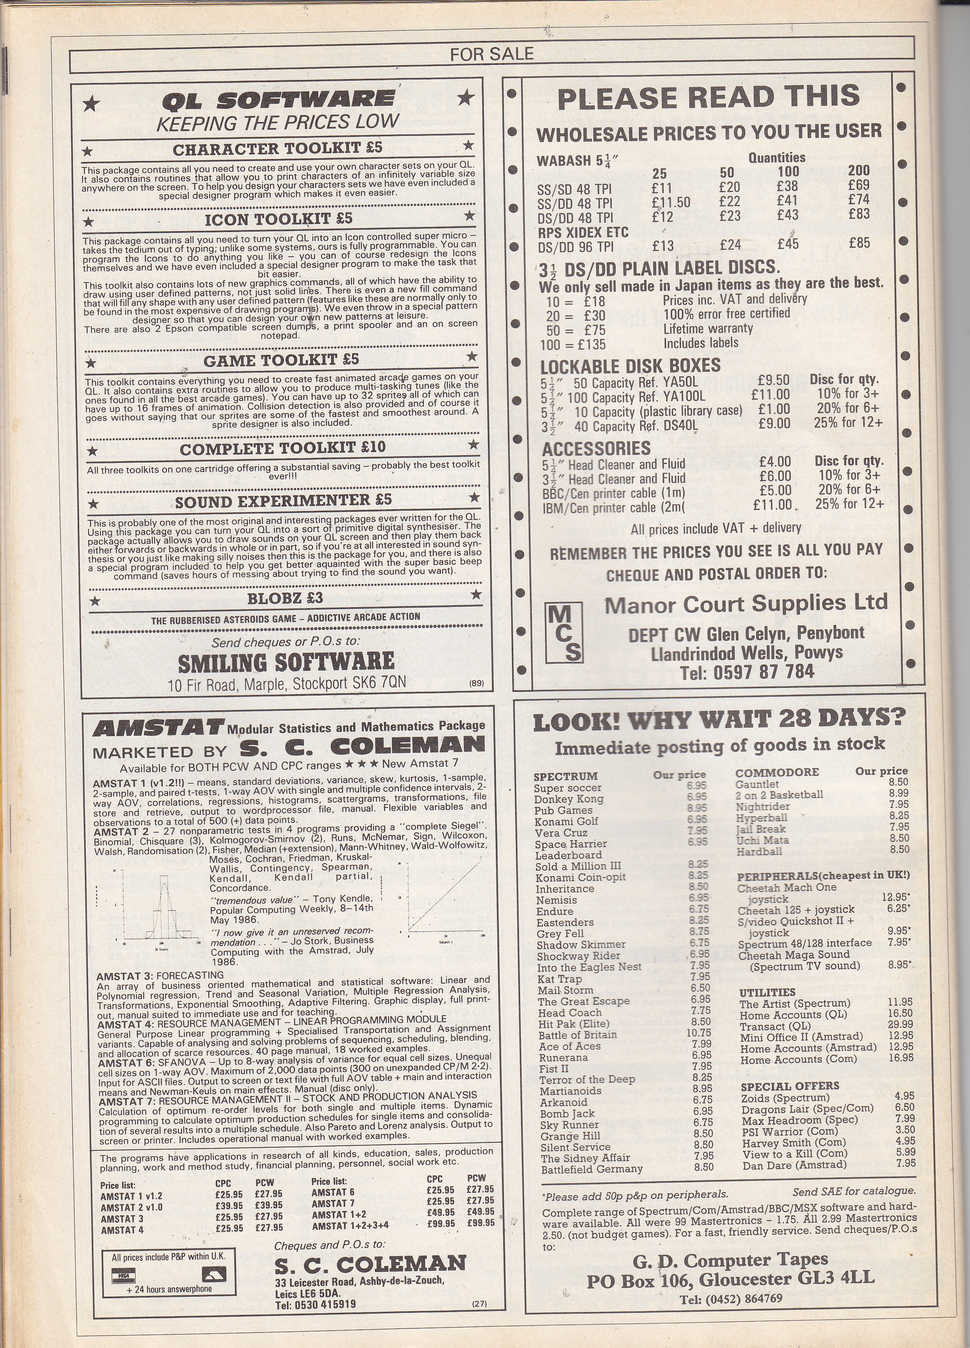 FOR SALE
QL SOFTWARE
KEEPING THE PRICES LOW
CHARACTER TOOLKIT £5
This package contains all you need to create and use your own character sets on your QL.
It also contains routines that allow you to print characters of an infinitely variable size
anywhere on the screen. To help you design your characters sets we have even included a
special designer program which makes it even easier.
ICON TOOLKIT £5
This package contains all you need to turn your QL into an Icon controlled super micro –
takes the tedium out of typing; unlike some systems, ours is fully programmable. You can
program the Icons to do anything you like – you can of course redesign the Icons
themselves and we have even included a special designer program to make the task that
bit easier.
This toolkit also contains lots of new graphics commands, all of which have the ability to
draw using user defined patterns, not just solid lines. There is even a new fill command
that will fill any shape with any user defined pattern (features like these are normally only to
be found in the most expensive of drawing programs). We even throw in a special pattern
designer so that you can design your own new patterns at leisure.
There are also 2 Epson compatible screen dumps, a print spooler and an on screen
notepad.
GAME TOOLKIT £5
This toolkit contains everything you need to create fast animated arcade games on your
QL. It also contains extra routines to allow you to produce multi-tasking tunes (like the
ones found in all the best arcade games). You can have up to 32 sprites all of which can
have up to 16 frames of animation. Collision detection is also provided and of course it
goes without saying that our sprites are some of the fastest and smoothest around. A
sprite designer is also included.
COMPLETE TOOLKIT £10
All three toolkits on one cartridge offering a substantial saving – probably the best toolkit
ever!!!
SOUND EXPERIMENTER £5
This is probably one of the most original and interesting packages ever written for the QL.
Using this package you can turn your QL into a sort of primitive digital synthesiser. The
package actually allows you to draw sounds on your QL screen and then play them back
either forwards or backwards in whole or in part, so if you're at all interested in sound syn-
thesis or you just like making silly noises then this is the package for you, and there is also
a special program included to help you get better aquainted with the super basic beep
command (saves hours of messing about trying to find the sound you want).
BLOBZ £3
THE RUBBERISED ASTEROIDS GAME – ADDICTIVE ARCADE ACTION
Send cheques or P.O.s to:
SMILING SOFTWARE
10 Fir Road, Marple, Stockport SK6 7QN
(89)
PLEASE READ THIS
WHOLESALE PRICES TO YOU THE USER
WABASH 5¼″ Quantities
25 50 100 200
SS/SD 48 TPI £11 £20 £38 £69
SS/DD 48 TPI £11.50 £22 £41 £74
DS/DD 48 TPI £12 £23 £43 £83
RPS XIDEX ETC
DS/DD 96 TPI £13 £24 £45 £85
3½ DS/DD PLAIN LABEL DISCS.
We only sell made in Japan items as they are the best.
10 = £18 Prices inc. VAT and delivery
20 = £30 100% error free certified
50 = £75 Lifetime warranty
100 = £135 Includes labels
LOCKABLE DISK BOXES
5¼″ 50 Capacity Ref. YA50L £9.50 Disc for qty.
5¼″ 100 Capacity Ref. YA100L £11.00 10% for 3+
5¼″ 10 Capacity (plastic library case) £1.00 20% for 6+
3½″ 40 Capacity Ref. DS40L £9.00 25% for 12+
ACCESSORIES
5¼″ Head Cleaner and Fluid £4.00 Disc for qty.
3½″ Head Cleaner and Fluid £6.00 10% for 3+
BBC/Cen printer cable (1m) £5.00 20% for 6+
IBM/Cen printer cable (2m( £11.00 25% for 12+
All prices include VAT + delivery
REMEMBER THE PRICES YOU SEE IS ALL YOU PAY
CHEQUE AND POSTAL ORDER TO:
MCS
Manor Court Supplies Ltd
DEPT CW Glen Celyn, Penybont
Llandrindod Wells, Powys
Tel: 0597 87 784
AMSTAT Modular Statistics and Mathematics Package
MARKETED BY S. C. COLEMAN
Available for BOTH PCW AND CPC ranges ★ ★ ★ New Amstat 7
AMSTAT 1 (v1.2!!) – means, standard deviations, variance, skew, kurtosis, 1-sample,
2-sample, and paired t-tests, 1-way AOV with single and multiple confidence intervals, 2-
way AOV, correlations, regressions, histograms, scattergrams, transformations, file
store and retrieve, output to wordprocessor file, manual. Flexible variables and
observations to a total of 500 (+) data points.
AMSTAT 2 – 27 nonparametric tests in 4 programs providing a "complete Siegel".
Binomial, Chisquare (3), Kolmogorov-Smirnov (2), Runs, McNemar, Sign, Wilcoxon,
Walsh, Randomisation (2), Fisher, Median (+extension), Mann-Whitney, Wald-Wolfowitz,
Moses, Cochran, Friedman, Kruskal-
Wallis, Contingency, Spearman,
Kendall, Kendall partial,
Concordance.
"tremendous value" – Tony Kendle,
Popular Computing Weekly, 8–14th
May 1986.
"I now give it an unreserved recom-
mendation . . ." – Jo Stork, Business
Computing with the Amstrad, July
1986.
AMSTAT 3: FORECASTING
An array of business oriented mathematical and statistical software: Linear and
Polynomial regression, Trend and Seasonal Variation, Multiple Regression Analysis,
Transformations, Exponential Smoothing, Adaptive Filtering. Graphic display, full print-
out, manual suited to immediate use and for teaching.
AMSTAT 4: RESOURCE MANAGEMENT – LINEAR PROGRAMMING MODULE
General Purpose Linear programming + Specialised Transportation and Assignment
variants. Capable of analysing and solving problems of sequencing, scheduling, blending,
and allocation of scarce resources. 40 page manual, 18 worked examples.
AMSTAT 6: SFANOVA – Up to 8-way analysis of variance for equal cell sizes. Unequal
cell sizes on 1-way AOV. Maximum of 2,000 data points (300 on unexpanded CP/M 2·2).
Input for ASCII files. Output to screen or text file with full AOV table + main and interaction
means and Newman-Keuls on main effects. Manual (disc only).
AMSTAT 7: RESOURCE MANAGEMENT II – STOCK AND PRODUCTION ANALYSIS
Calculation of optimum re-order levels for both single and multiple items. Dynamic
programming to calculate optimum production schedules for single items and consolida-
tion of several results into a multiple schedule. Also Pareto and Lorenz analysis. Output to
screen or printer. Includes operational manual with worked examples.
The programs have applications in research of all kinds, education, sales, production
planning, work and method study, financial planning, personnel, social work etc.
Price list: CPC PCW
AMSTAT 1 v1.2 £25.95 £27.95
AMSTAT 2 v1.0 £39.95 £39.95
AMSTAT 3 £25.95 £27.95
AMSTAT 4 £25.95 £27.95
Price list: CPC PCW
AMSTAT 6 £25.95 £27.95
AMSTAT 7 £25.95 £27.95
AMSTAT 1+2 £49.95 £49.95
AMSTAT 1+2+3+4 £99.95 £99.95
All prices include P&P within U.K.
VISA
+ 24 hours answerphone
Cheques and P.O.s to:
S. C. COLEMAN
33 Leicester Road, Ashby-de-la-Zouch,
Leics LE6 5DA.
Tel: 0530 415919
(27)
LOOK! WHY WAIT 28 DAYS?
Immediate posting of goods in stock
SPECTRUM Our price
Super soccer 6.95
Donkey Kong 6.95
Pub Games 8.95
Konami Golf 6.95
Vera Cruz 7.95
Space Harrier 6.95
Leaderboard
Sold a Million III 8.25
Konami Coin-opit 8.25
Inheritance 8.50
Nemisis 6.95
Endure 6.75
Eastenders 8.25
Grey Fell 8.75
Shadow Skimmer 6.75
Shockway Rider 6.95
Into the Eagles Nest 7.95
Kat Trap 7.95
Mail Storm 6.50
The Great Escape 6.95
Head Coach 7.75
Hit Pak (Elite) 8.50
Battle of Britain 10.75
Ace of Aces 7.99
Runerana 6.95
Fist II 7.95
Terror of the Deep 8.25
Martianoids 8.95
Arkanoid 6.75
Bomb Jack 6.95
Sky Runner 6.75
Grange Hill 8.50
Silent Service 8.50
The Sidney Affair 7.95
Battlefield Germany 8.50
COMMODORE Our price
Gauntlet 8.50
2 on 2 Basketball 8.99
Nightrider 7.95
Hyperball 8.25
Jail Break 7.95
Uchi Mata 8.50
Hardball 8.50
PERIPHERALS(cheapest in UK!)
Cheetah Mach One
joystick 12.95*
Cheetah 125 + joystick 6.25*
S/video Quickshot II +
joystick 9.95*
Spectrum 48/128 interface 7.95*
Cheetah Maga Sound
(Spectrum TV sound) 8.95*
UTILITIES
The Artist (Spectrum) 11.95
Home Accounts (QL) 16.50
Transact (QL) 29.99
Mini Office II (Amstrad) 12.95
Home Accounts (Amstrad) 12.95
Home Accounts (Com) 16.95
SPECIAL OFFERS
Zoids (Spectrum) 4.95
Dragons Lair (Spec/Com) 6.50
Max Headroom (Spec) 7.99
PSI Warrior (Com) 3.50
Harvey Smith (Com) 4.95
View to a Kill (Com) 5.99
Dan Dare (Amstrad) 7.95
*Please add 50p p&p on peripherals. Send SAE for catalogue.
Complete range of Spectrum/Com/Amstrad/BBC/MSX software and hard-
ware available. All were 99 Mastertronics – 1.75. All 2.99 Mastertronics
2.50. (not budget games). For a fast, friendly service. Send cheques/P.O.s
to:
G. D. Computer Tapes
PO Box 106, Gloucester GL3 4LL
Tel: (0452) 864769